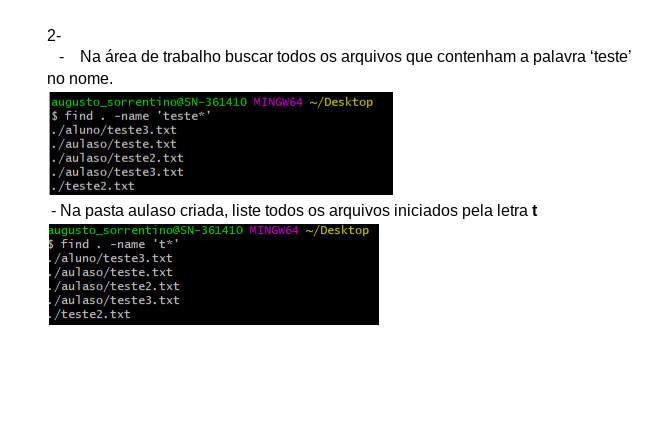 2-
- Na área de trabalho buscar todos os arquivos que contenham a palavra ‘teste’
no nome.
augusto_sorrentino@SN-361410 MINGW64 ~/Desktop
$ find . -name 'teste*'
./aluno/teste3.txt
./aulaso/teste.txt
./aulaso/teste2.txt
./aulaso/teste3.txt
./teste2.txt
- Na pasta aulaso criada, liste todos os arquivos iniciados pela letra t
augusto_sorrentino@SN-361410 MINGW64 ~/Desktop
$ find . -name 't*'
./aluno/teste3.txt
./aulaso/teste.txt
./aulaso/teste2.txt
./aulaso/teste3.txt
./teste2.txt